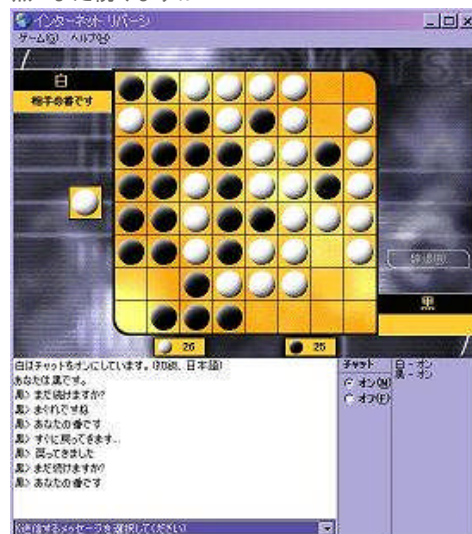 インターネット リバーシ
ゲーム(G) ヘルプ(H)
白
相手の番です
黒
26
25
白はチャットをオンにしています。(初級、日本語)
あなたは黒です。
黒> まだ続けますか?
黒> まぐれですね
黒> あなたの番です
黒> すぐに戻ってきます...
黒> 戻ってきました
黒> まだ続けますか?
黒> あなたの番です
チャット
オン(N)
オフ(F)
白 - オン
黒 - オン
(送信するメッセージを選択してください)